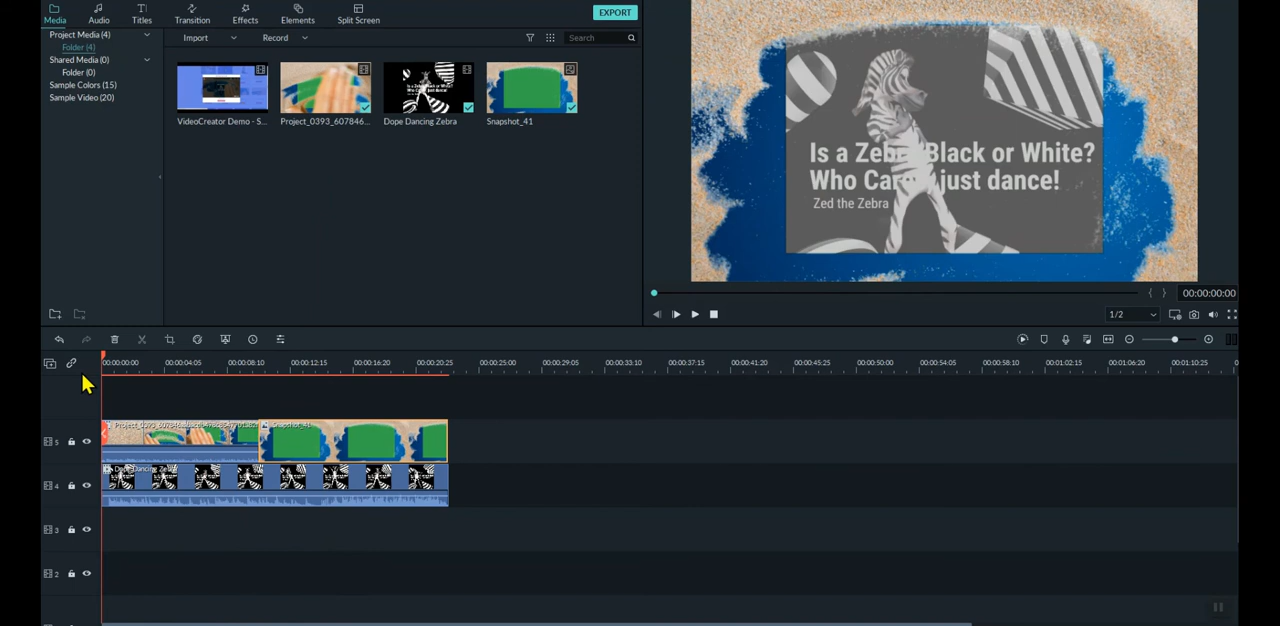 Media Audio Titles Transition Effects Elements Split Screen EXPORT
Project Media (4)
Folder (4)
Shared Media (0)
Folder (0)
Sample Colors (15)
Sample Video (20)
Import Record Search
VideoCreator Demo - S... Project_0393_607846... Dope Dancing Zebra Snapshot_41
Is a Zebra Black or White?
Who Cares just dance!
Zed the Zebra
00:00:00:00
1/2
00:00:00:00 00:00:04:05 00:00:08:10 00:00:12:15 00:00:16:20 00:00:20:25 00:00:25:00 00:00:29:05 00:00:33:10 00:00:37:15 00:00:41:20 00:00:45:25 00:00:50:00 00:00:54:05 00:00:58:10 00:01:02:15 00:01:06:20 00:01:10:25
5 Snapshot_41
4 Dope Dancing Zebra
3
2